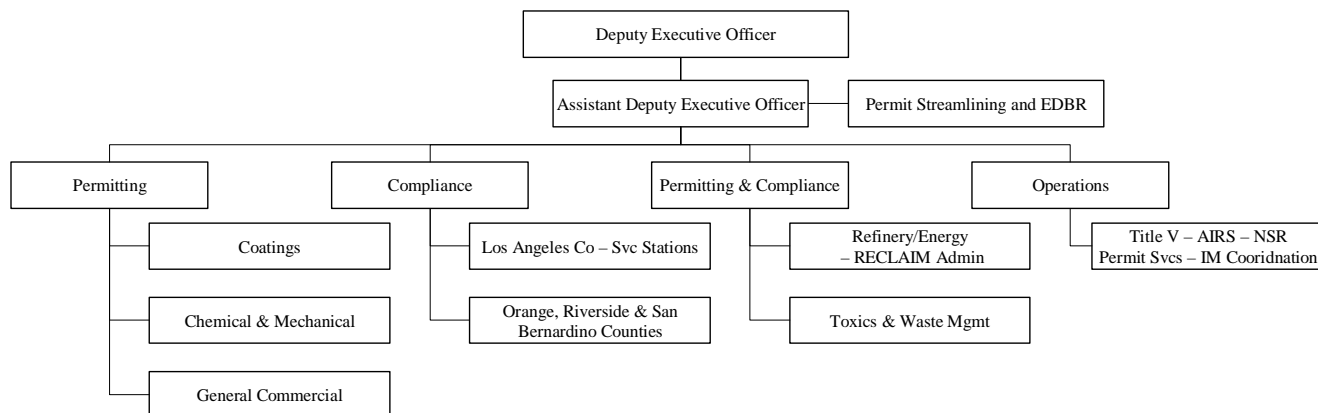 Deputy Executive Officer
Assistant Deputy Executive Officer
Permit Streamlining and EDBR
Permitting
Compliance
Permitting & Compliance
Operations
Coatings
Los Angeles Co – Svc Stations
Refinery/Energy
– RECLAIM Admin
Title V – AIRS – NSR
Permit Svcs – IM Cooridnation
Chemical & Mechanical
Orange, Riverside & San
Bernardino Counties
Toxics & Waste Mgmt
General Commercial